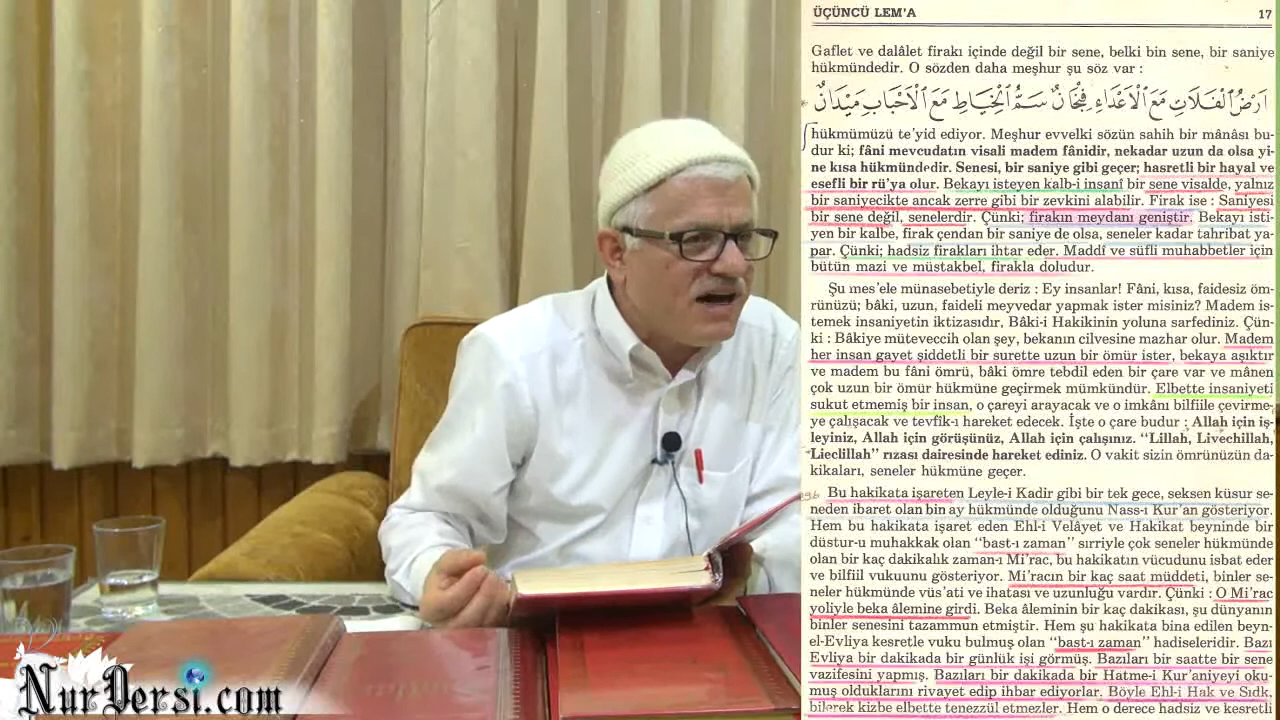 ÜÇÜNCÜ LEM'A 17
Gaflet ve dalâlet firakı içinde değil bir sene, belki bin sene, bir saniye
hükmündedir. O sözden daha meşhur şu söz var :
اَرْضُ الْفَلَاتِ مَعَ الْاَعْدَاءِ فِنْجَانٌ سَمُّ الْخِيَاطِ مَعَ الْاَحْبَابِ مَيْدَانٌ
hükmümüzü te'yid ediyor. Meşhur evvelki sözün sahih bir mânâsı bu-
dur ki; fâni mevcudatın visali madem fânidir, nekadar uzun da olsa yi-
ne kısa hükmündedir. Senesi, bir saniye gibi geçer; hasretli bir hayal ve
esefli bir rü'ya olur. Bekayı isteyen kalb-i insanî bir sene visalde, yalnız
bir saniyecikte ancak zerre gibi bir zevkini alabilir. Firak ise : Saniyesi
bir sene değil, senelerdir. Çünki; firakın meydanı geniştir. Bekayı isti-
yen bir kalbe, firak çendan bir saniye de olsa, seneler kadar tahribat ya-
par. Çünki; hadsiz firakları ihtar eder. Maddî ve süflî muhabbetler için
bütün mazi ve müstakbel, firakla doludur.
Şu mes'ele münasebetiyle deriz : Ey insanlar! Fâni, kısa, faidesiz öm-
rünüzü; bâki, uzun, faideli meyvedar yapmak ister misiniz? Madem is-
temek insaniyetin iktizasıdır, Bâki-i Hakikinin yoluna sarfediniz. Çün-
ki : Bâkiye müteveccih olan şey, bekanın cilvesine mazhar olur. Madem
her insan gayet şiddetli bir surette uzun bir ömür ister, bekaya aşıktır
ve madem bu fâni ömrü, bâki ömre tebdil eden bir çare var ve mânen
çok uzun bir ömür hükmüne geçirmek mümkündür. Elbette insaniyeti
sukut etmemiş bir insan, o çareyi arayacak ve o imkânı bilfiile çevirme-
ye çalışacak ve tevfîk-ı hareket edecek. İşte o çare budur : Allah için iş-
leyiniz, Allah için görüşünüz, Allah için çalışınız. "Lillah, Livechillah,
Lieclillah" rızası dairesinde hareket ediniz. O vakit sizin ömrünüzün da-
kikaları, seneler hükmüne geçer.
Bu hakikata işareten Leyle-i Kadir gibi bir tek gece, seksen küsur se-
neden ibaret olan bin ay hükmünde olduğunu Nass-ı Kur'an gösteriyor.
Hem bu hakikata işaret eden Ehl-i Velâyet ve Hakikat beyninde bir
düstur-u muhakkak olan "bast-ı zaman" sırriyle çok seneler hükmünde
olan bir kaç dakikalık zaman-ı Mi'rac, bu hakikatın vücudunu isbat eder
ve bilfiil vukuunu gösteriyor. Mi'racın bir kaç saat müddeti, binler se-
neler hükmünde vüs'ati ve ihatası ve uzunluğu vardır. Çünki : O Mi'rac
yoliyle beka âlemine girdi. Beka âleminin bir kaç dakikası, şu dünyanın
binler senesini tazammun etmiştir. Hem şu hakikata bina edilen beyn-
el-Evliya kesretle vuku bulmuş olan "bast-ı zaman" hadiseleridir. Bazı
Evliya bir dakikada bir günlük işi görmüş. Bazıları bir saatte bir sene
vazifesini yapmış. Bazıları bir dakikada bir Hatme-i Kur'aniyeyi oku-
muş olduklarını rivayet edip ihbar ediyorlar. Böyle Ehl-i Hak ve Sıdk,
bilerek kizbe elbette tenezzül etmezler. Hem o derece hadsiz ve kesretli
NurDersi.com